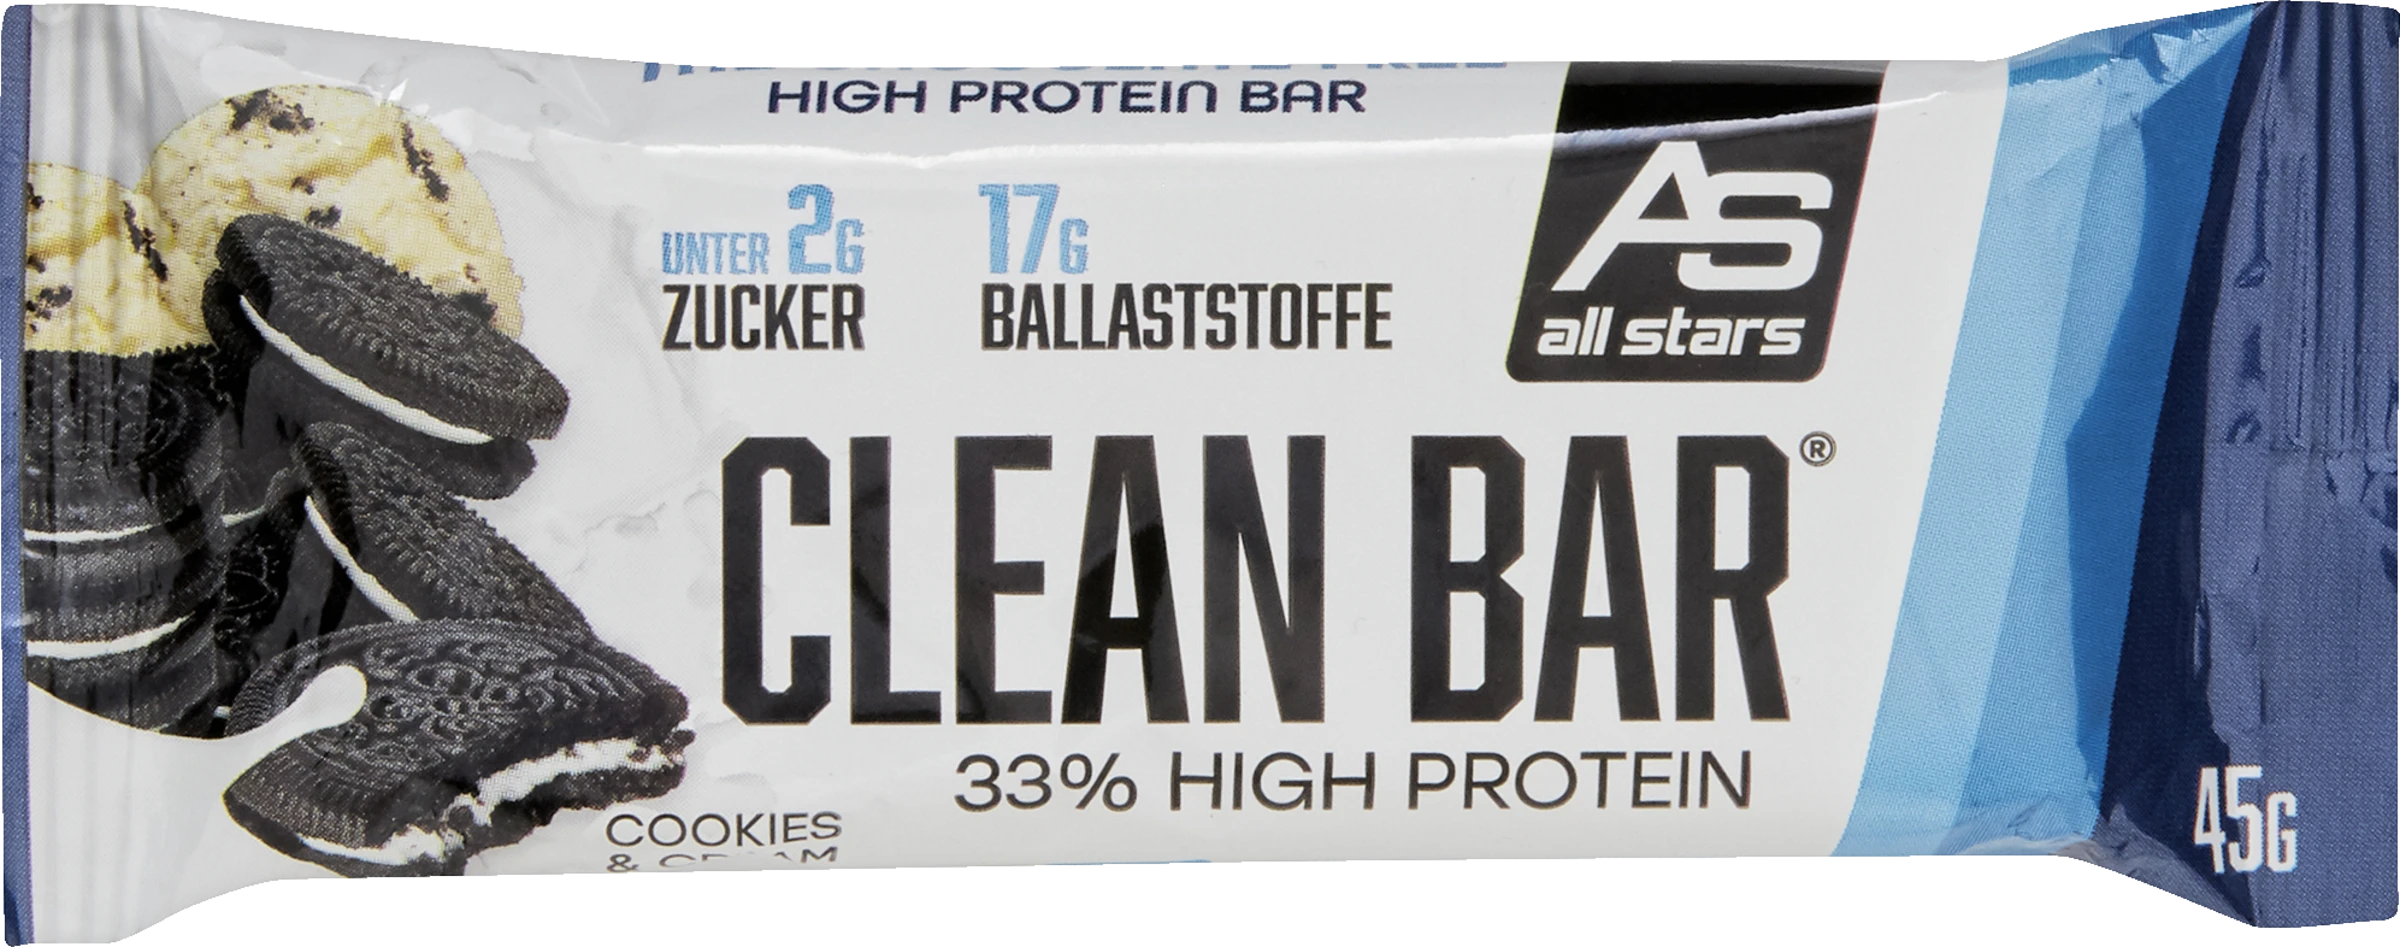 HIGH PROTEIN BAR
UNTER 2G
ZUCKER
17G
BALLASTSTOFFE
AS
all stars
CLEAN BAR®
33% HIGH PROTEIN
COOKIES
&
45G